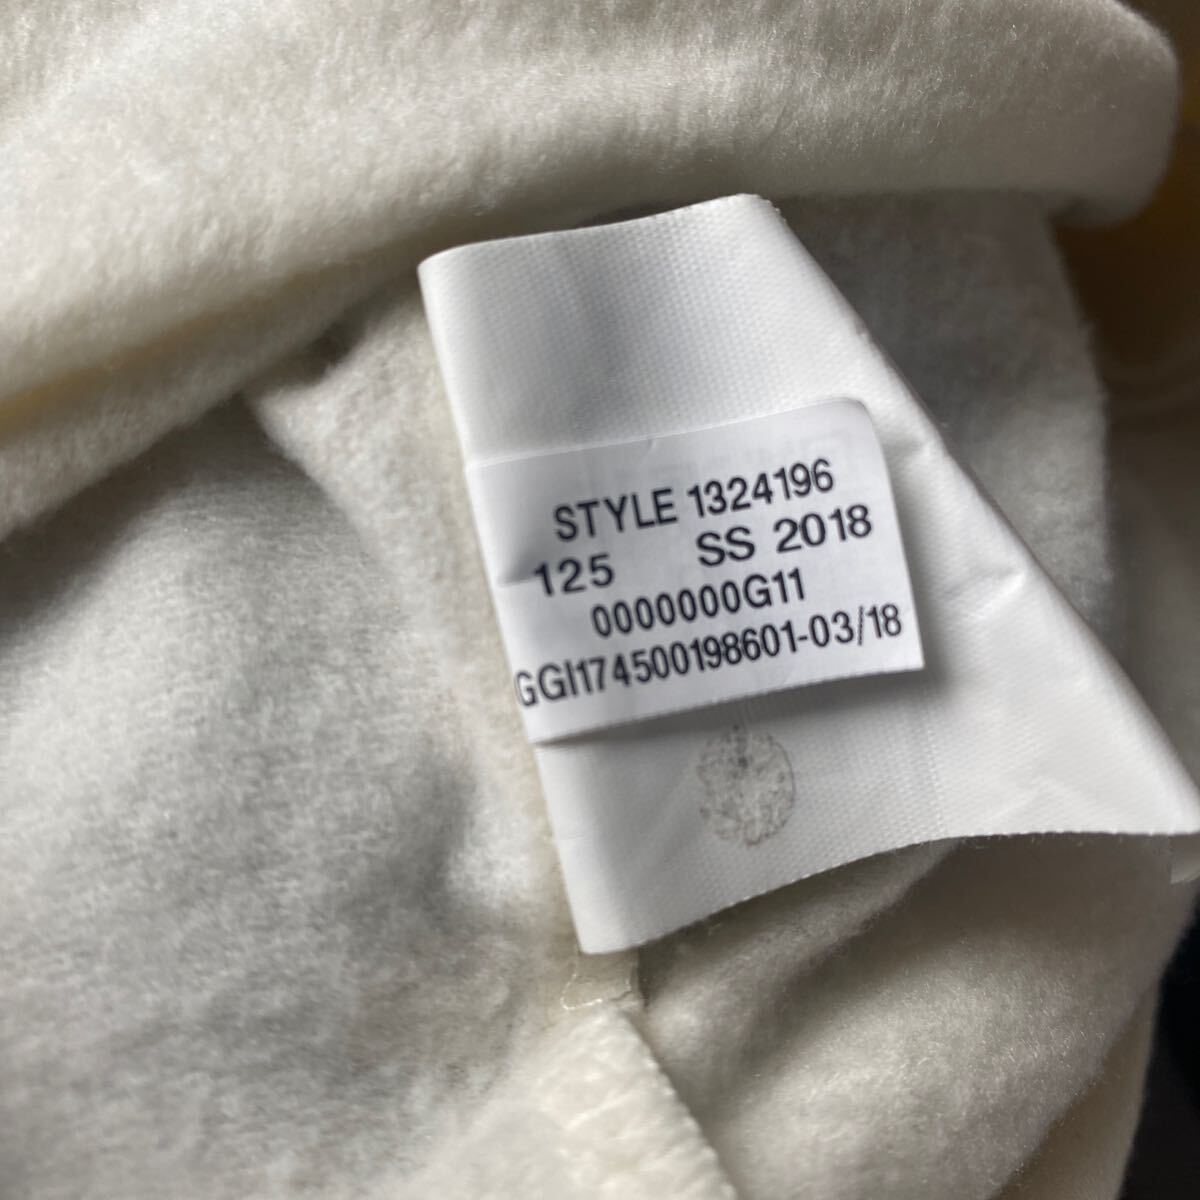 STYLE 1324196
125 SS 2018
0000000G11
GGI174500198601-03/18